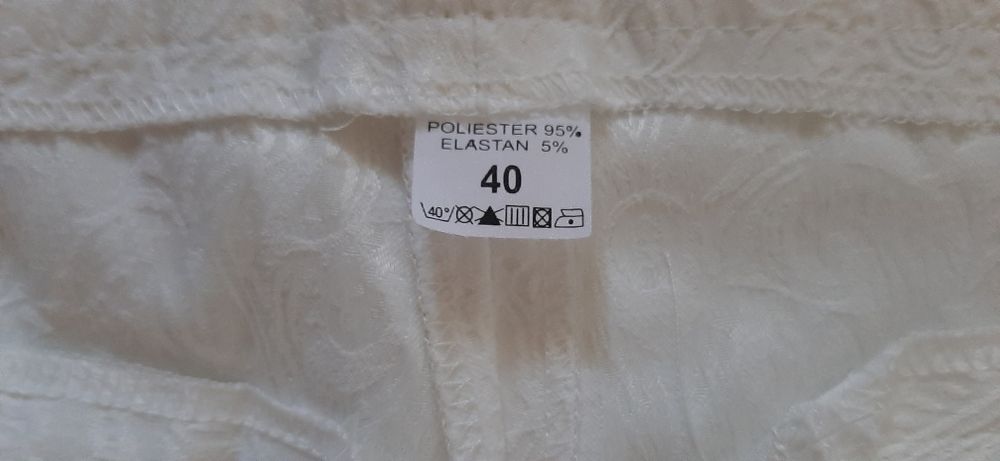 POLIESTER 95%
ELASTAN 5%
40
40°